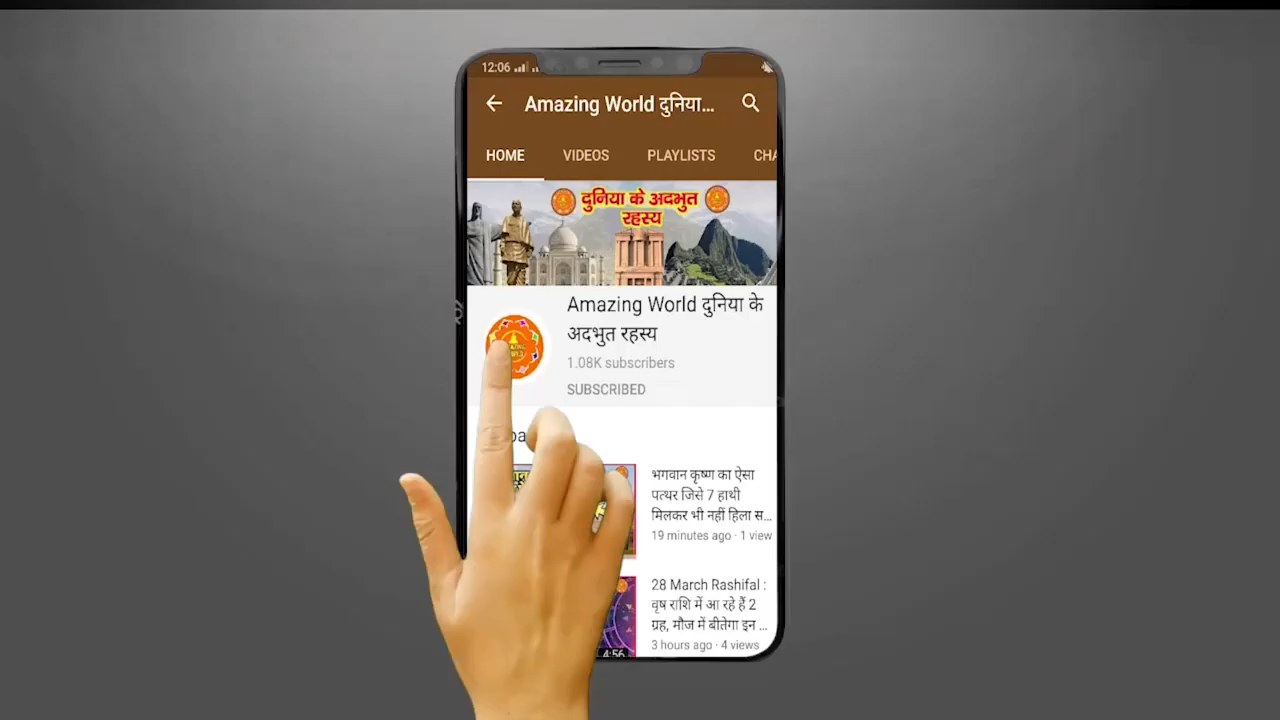 12:06
Amazing World दुनिया...
HOME VIDEOS PLAYLISTS CHA
दुनिया के अदभुत
रहस्य
Amazing World दुनिया के
अदभुत रहस्य
1.08K subscribers
SUBSCRIBED
भगवान कृष्ण का ऐसा
पत्थर जिसे 7 हाथी
मिलकर भी नहीं हिला स...
19 minutes ago · 1 view
28 March Rashifal :
वृष राशि में आ रहे हैं 2
ग्रह, मौज में बीतेगा इन ...
3 hours ago · 4 views
4:56